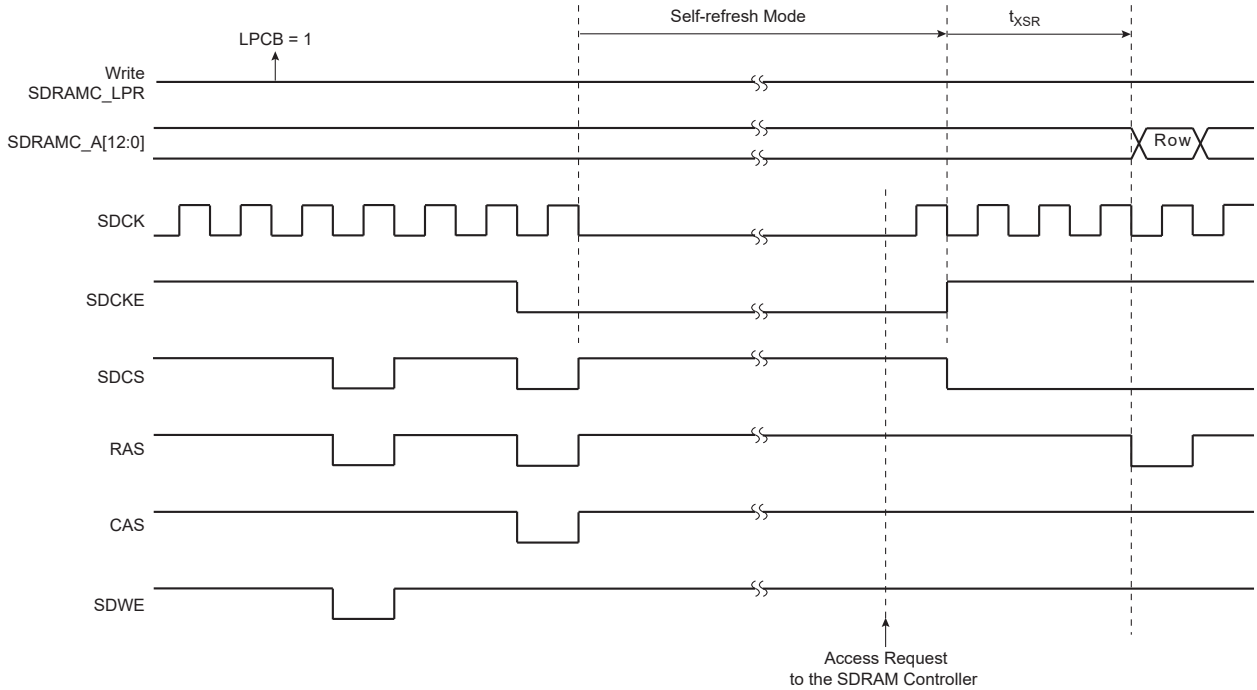 Self-refresh Mode
tXSR
LPCB = 1
Write
SDRAMC_LPR
SDRAMC_A[12:0]
Row
SDCK
SDCKE
SDCS
RAS
CAS
SDWE
Access Request
to the SDRAM Controller